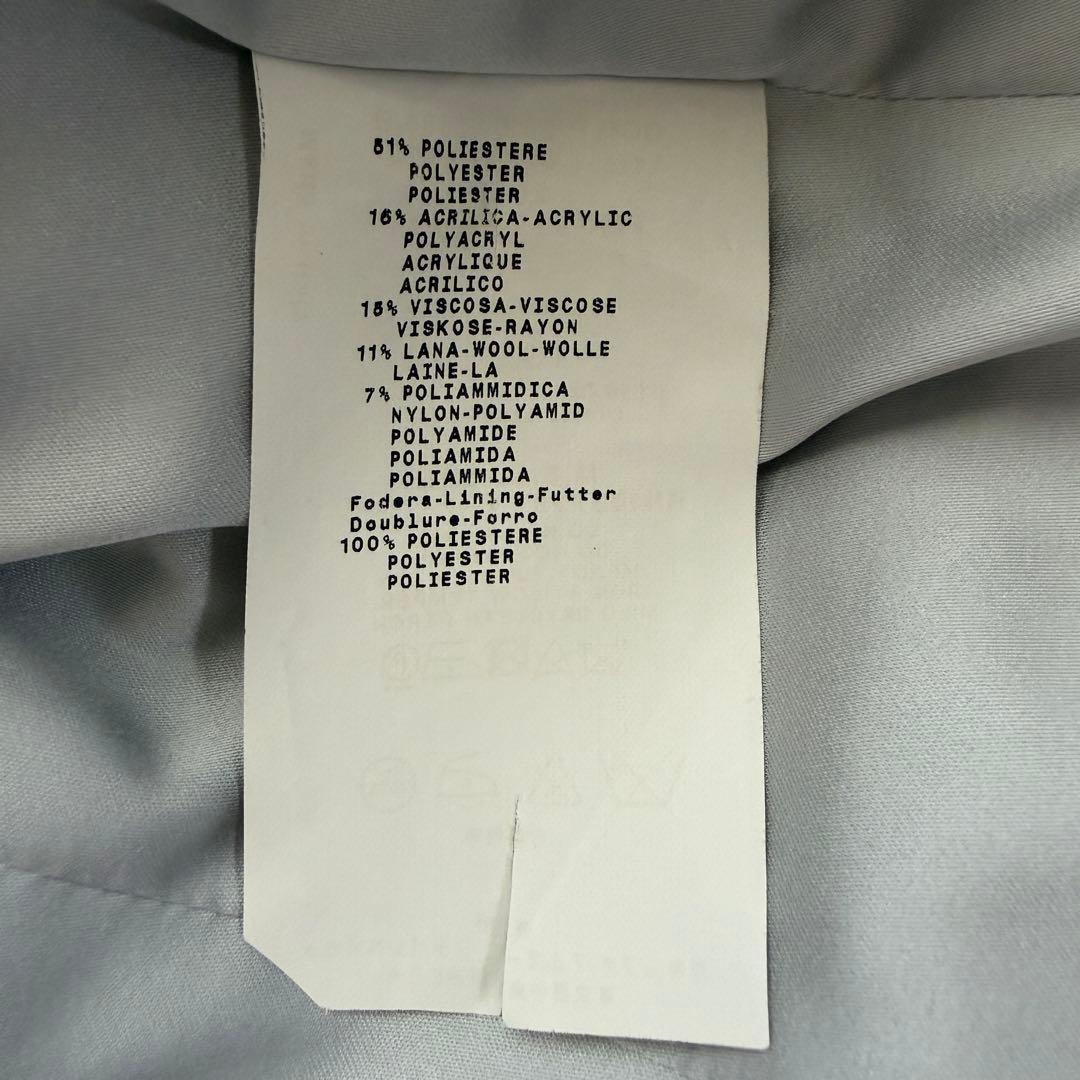 51% POLIESTERE
POLYESTER
POLIESTER
16% ACRILICA-ACRYLIC
POLYACRYL
ACRYLIQUE
ACRILICO
15% VISCOSA-VISCOSE
VISKOSE-RAYON
11% LANA-WOOL-WOLLE
LAINE-LA
7% POLIAMMIDICA
NYLON-POLYAMID
POLYAMIDE
POLIAMIDA
POLIAMMIDA
Fodera-Lining-Futter
Doublure-Forro
100% POLIESTERE
POLYESTER
POLIESTER